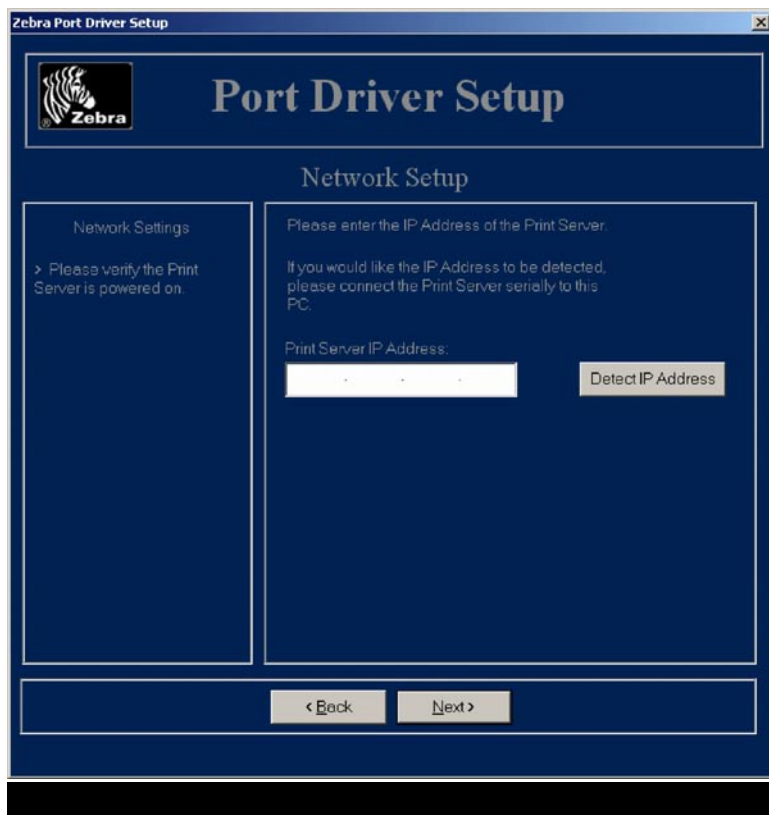 Zebra Port Driver Setup
Zebra
Port Driver Setup
Network Setup
Network Settings
> Please verify the Print
Server is powered on.
Please enter the IP Address of the Print Server.
If you would like the IP Address to be detected,
please connect the Print Server serially to this
PC.
Print Server IP Address:
. . .
Detect IP Address
< Back
Next >